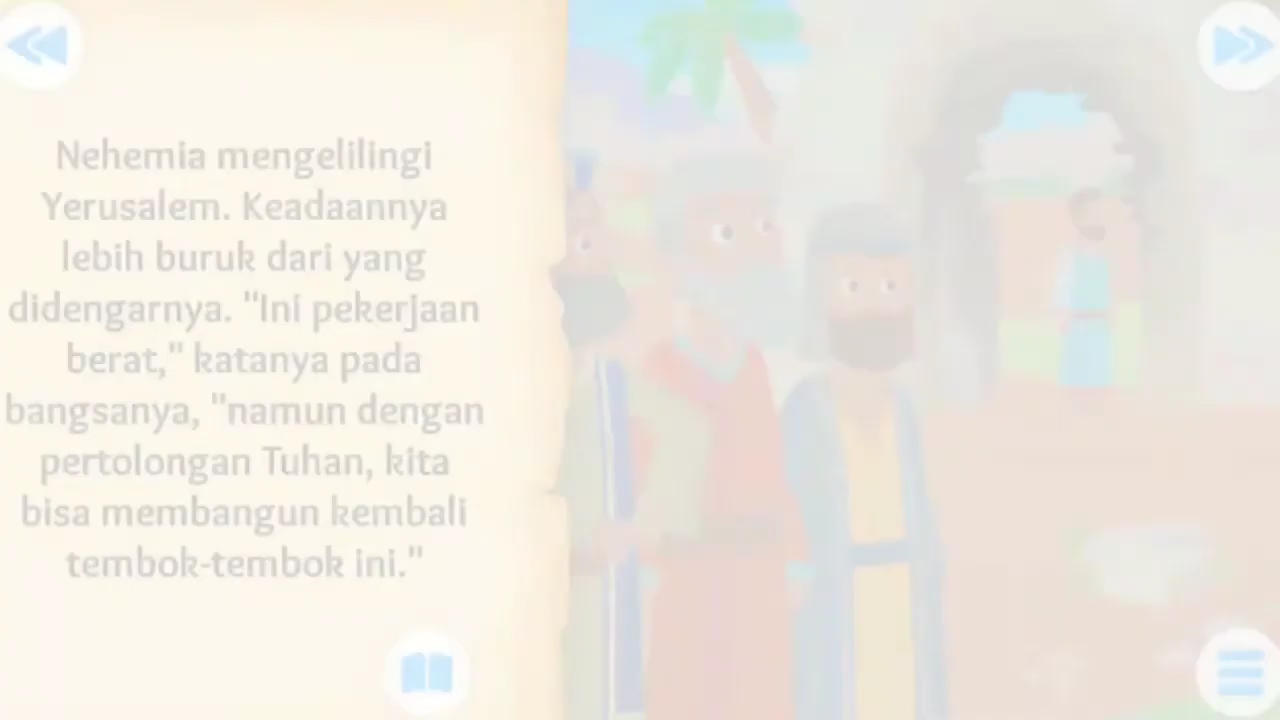 Nehemia mengelilingi
Yerusalem. Keadaannya
lebih buruk dari yang
didengarnya. "Ini pekerjaan
berat," katanya pada
bangsanya, "namun dengan
pertolongan Tuhan, kita
bisa membangun kembali
tembok-tembok ini."